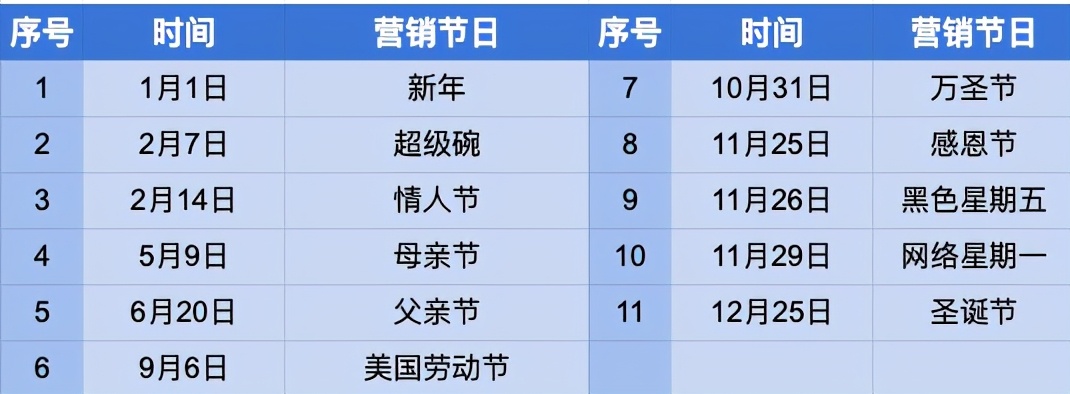 序号 时间 营销节日 序号 时间 营销节日
1 1月1日 新年 7 10月31日 万圣节
2 2月7日 超级碗 8 11月25日 感恩节
3 2月14日 情人节 9 11月26日 黑色星期五
4 5月9日 母亲节 10 11月29日 网络星期一
5 6月20日 父亲节 11 12月25日 圣诞节
6 9月6日 美国劳动节